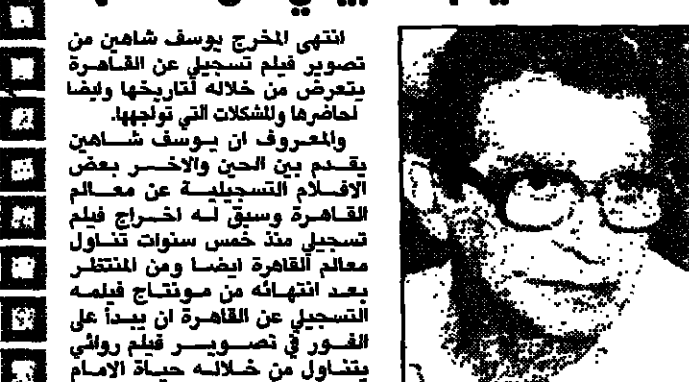 انتهى المخرج يوسف شاهين من
تصوير فيلم تسجيلي عن القاهرة
يتعرض من خلاله لتاريخها وايضا
لحاضرها وللشكلات التي تواجهها.
والمعروف ان يوسف شاهين
يقدم بين الحين والاخر بعض
الافلام التسجيلية عن معالم
القاهرة وسبق له اخراج فيلم
تسجيلي منذ خمس سنوات تناول
معالم القاهرة ايضا ومن المنتظر
بعد انتهائه من مونتاج فيلمه
التسجيلي عن القاهرة ان يبدأ على
الفور في تصوير فيلم روائي
يتناول من خلاله حياة الامام